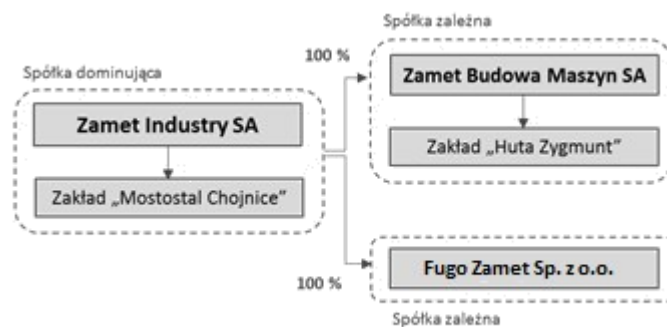 Spółka dominująca
Zamet Industry SA
Zakład „Mostostal Chojnice”
100 %
Spółka zależna
Zamet Budowa Maszyn SA
Zakład „Huta Zygmunt”
100 %
Fugo Zamet Sp. z o.o.
Spółka zależna